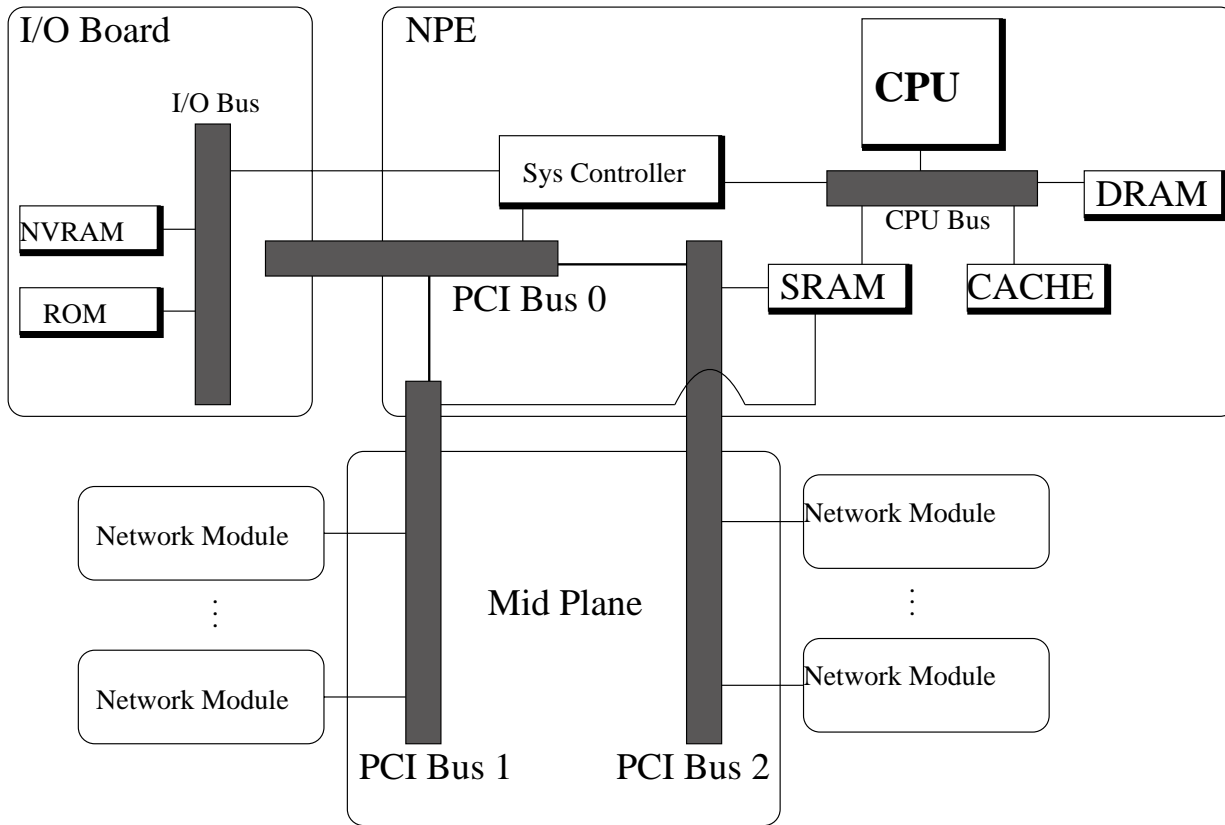 I/O Board
NPE
CPU
I/O Bus
Sys Controller
DRAM
NVRAM
CPU Bus
SRAM
CACHE
PCI Bus 0
ROM
Network Module
Network Module
Mid Plane
Network Module
Network Module
PCI Bus 1
PCI Bus 2